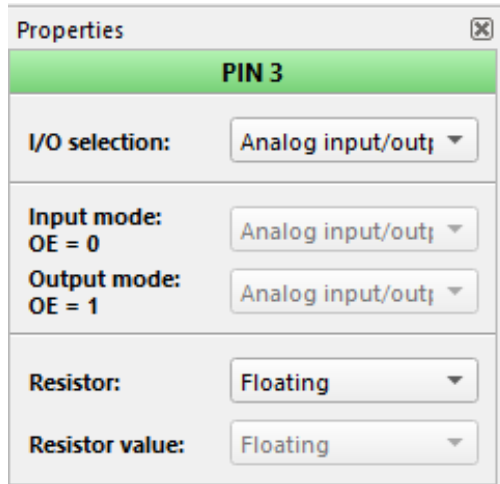 Properties
PIN 3
I/O selection: Analog input/outp
Input mode:
OE = 0 Analog input/outp
Output mode:
OE = 1 Analog input/outp
Resistor: Floating
Resistor value: Floating